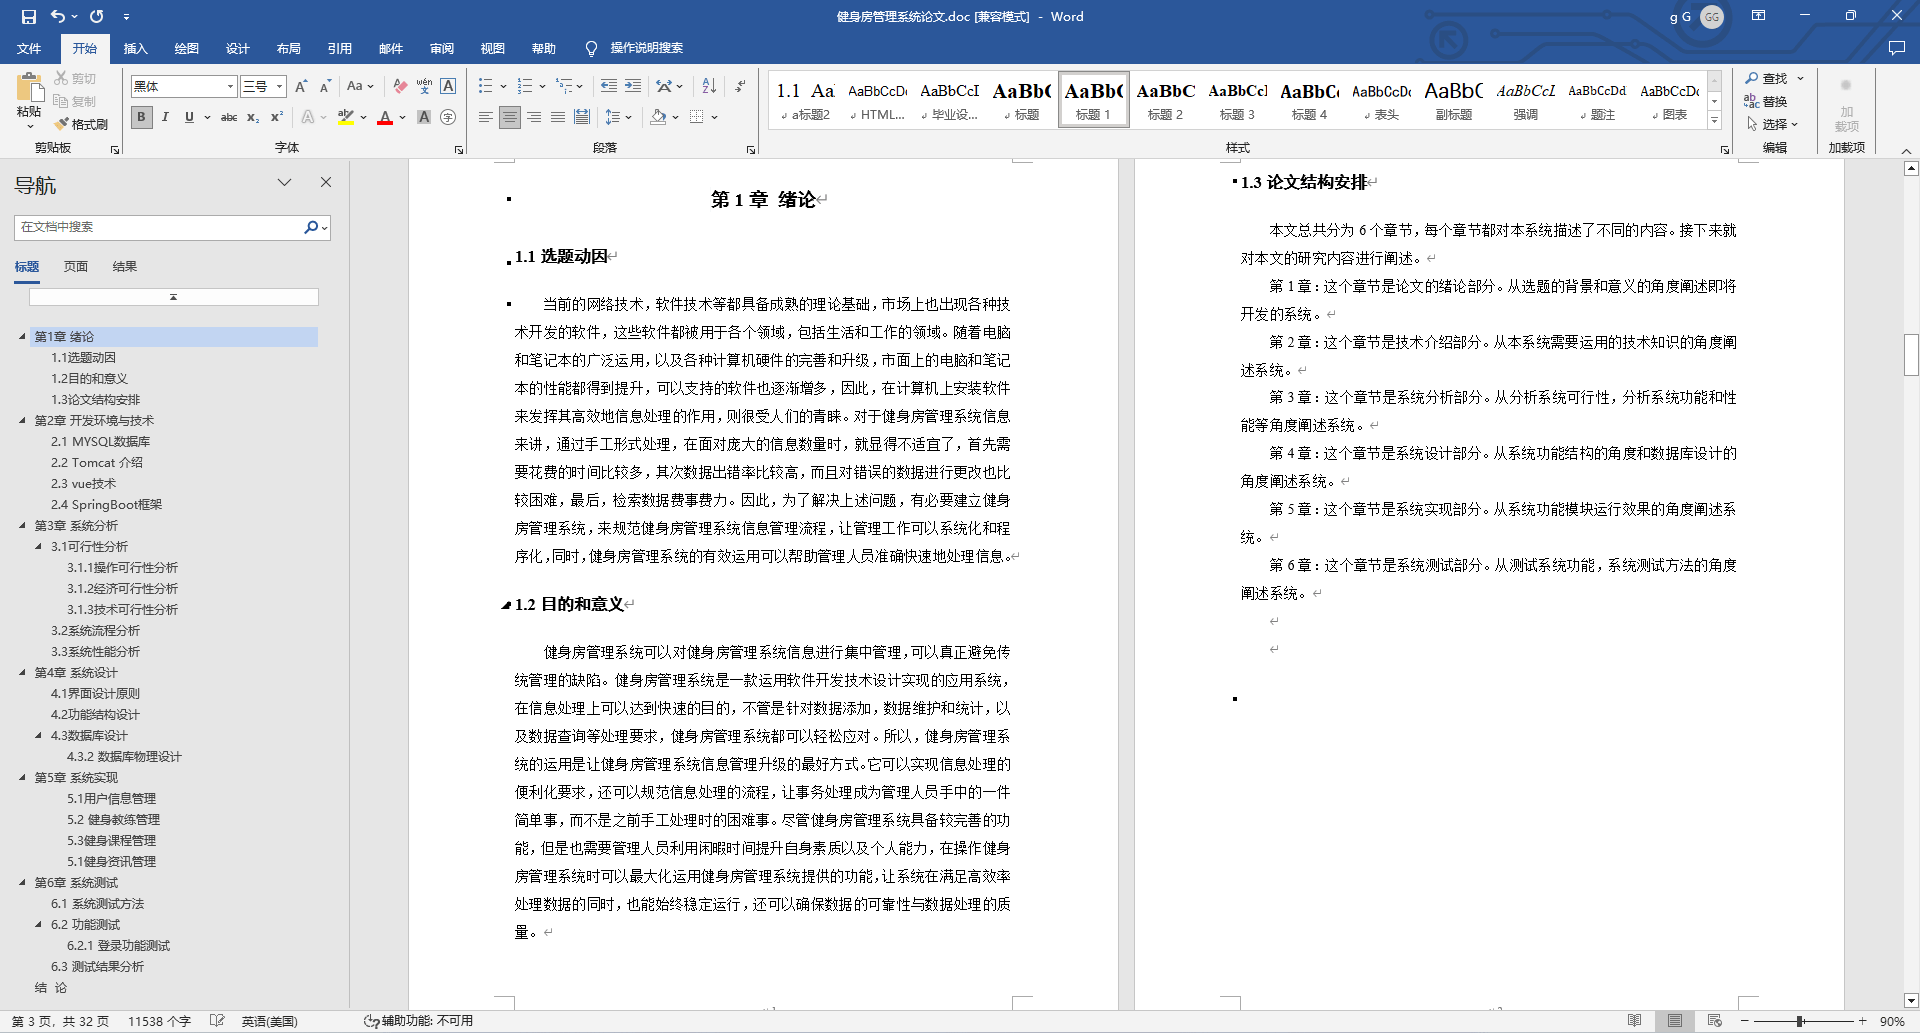 健身房管理系统论文.doc [兼容模式] - Word
g G
GG
文件 开始 插入 绘图 设计 布局 引用 邮件 审阅 视图 帮助 操作说明搜索
粘贴
剪切
复制
格式刷
剪贴板
黑体 三号
字体
段落
1.1 Aa AaBbCcDc AaBbCcI AaBb( AaBb( AaBbC AaBbCcI AaBbC( AaBbCcDc AaBbC AaBbCcL AaBbCcDd AaBbCcDc
a标题2 HTML... 毕业设... 标题 标题 1 标题 2 标题 3 标题 4 表头 副标题 强调 题注 图表
样式
查找
替换
选择
编辑
加
载项
加载项
导航
在文档中搜索
标题 页面 结果
第1章 绪论
1.1选题动因
1.2目的和意义
1.3论文结构安排
第2章 开发环境与技术
2.1 MYSQL数据库
2.2 Tomcat 介绍
2.3 vue技术
2.4 SpringBoot框架
第3章 系统分析
3.1可行性分析
3.1.1操作可行性分析
3.1.2经济可行性分析
3.1.3技术可行性分析
3.2系统流程分析
3.3系统性能分析
第4章 系统设计
4.1界面设计原则
4.2功能结构设计
4.3数据库设计
4.3.2 数据库物理设计
第5章 系统实现
5.1用户信息管理
5.2 健身教练管理
5.3健身课程管理
5.1健身资讯管理
第6章 系统测试
6.1 系统测试方法
6.2 功能测试
6.2.1 登录功能测试
6.3 测试结果分析
结 论
第 1 章 绪论
1.1 选题动因
当前的网络技术，软件技术等都具备成熟的理论基础，市场上也出现各种技
术开发的软件，这些软件都被用于各个领域，包括生活和工作的领域。随着电脑
和笔记本的广泛运用，以及各种计算机硬件的完善和升级，市面上的电脑和笔记
本的性能都得到提升，可以支持的软件也逐渐增多，因此，在计算机上安装软件
来发挥其高效地信息处理的作用，则很受人们的青睐。对于健身房管理系统信息
来讲，通过手工形式处理，在面对庞大的信息数量时，就显得不适宜了，首先需
要花费的时间比较多，其次数据出错率比较高，而且对错误的数据进行更改也比
较困难，最后，检索数据费事费力。因此，为了解决上述问题，有必要建立健身
房管理系统，来规范健身房管理系统信息管理流程，让管理工作可以系统化和程
序化，同时，健身房管理系统的有效运用可以帮助管理人员准确快速地处理信息。
1.2 目的和意义
健身房管理系统可以对健身房管理系统信息进行集中管理，可以真正避免传
统管理的缺陷。健身房管理系统是一款运用软件开发技术设计实现的应用系统，
在信息处理上可以达到快速的目的，不管是针对数据添加，数据维护和统计，以
及数据查询等处理要求，健身房管理系统都可以轻松应对。所以，健身房管理系
统的运用是让健身房管理系统信息管理升级的最好方式。它可以实现信息处理的
便利化要求，还可以规范信息处理的流程，让事务处理成为管理人员手中的一件
简单事，而不是之前手工处理时的困难事。尽管健身房管理系统具备较完善的功
能，但是也需要管理人员利用闲暇时间提升自身素质以及个人能力，在操作健身
房管理系统时可以最大化运用健身房管理系统提供的功能，让系统在满足高效率
处理数据的同时，也能始终稳定运行，还可以确保数据的可靠性与数据处理的质
量。
1.3 论文结构安排
本文总共分为 6 个章节，每个章节都对本系统描述了不同的内容。接下来就
对本文的研究内容进行阐述。
第 1 章：这个章节是论文的绪论部分。从选题的背景和意义的角度阐述即将
开发的系统。
第 2 章：这个章节是技术介绍部分。从本系统需要运用的技术知识的角度阐
述系统。
第 3 章：这个章节是系统分析部分。从分析系统可行性，分析系统功能和性
能等角度阐述系统。
第 4 章：这个章节是系统设计部分。从系统功能结构的角度和数据库设计的
角度阐述系统。
第 5 章：这个章节是系统实现部分。从系统功能模块运行效果的角度阐述系
统。
第 6 章：这个章节是系统测试部分。从测试系统功能，系统测试方法的角度
阐述系统。
第 3 页，共 32 页 11538 个字 英语(美国) 辅助功能: 不可用 90%